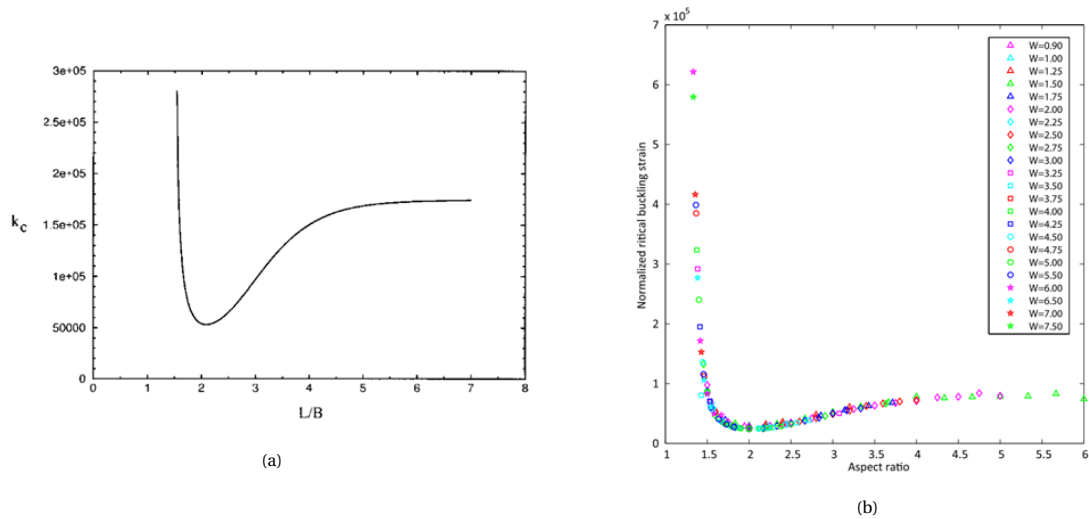 3e+05
2.5e+05
2e+05
1.5e+05
1e+05
50000
0
k_c
0
1
2
3
4
5
6
7
8
L/B
(a)
× 10^5
7
6
5
4
3
2
1
0
Normalized ritical buckling strain
1
1.5
2
2.5
3
3.5
4
4.5
5
5.5
6
Aspect ratio
W=0.90
W=1.00
W=1.25
W=1.50
W=1.75
W=2.00
W=2.25
W=2.50
W=2.75
W=3.00
W=3.25
W=3.50
W=3.75
W=4.00
W=4.25
W=4.50
W=4.75
W=5.00
W=5.50
W=6.00
W=6.50
W=7.00
W=7.50
(b)